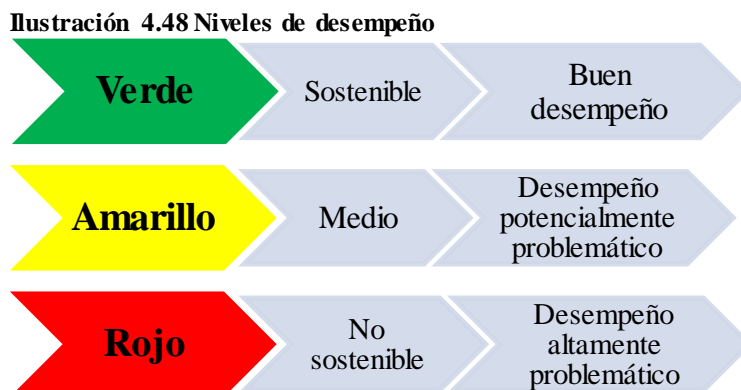 Ilustración 4.48 Niveles de desempeño
Verde
Sostenible
Buen
desempeño
Amarillo
Medio
Desempeño
potencialmente
problemático
Rojo
No
sostenible
Desempeño
altamente
problemático